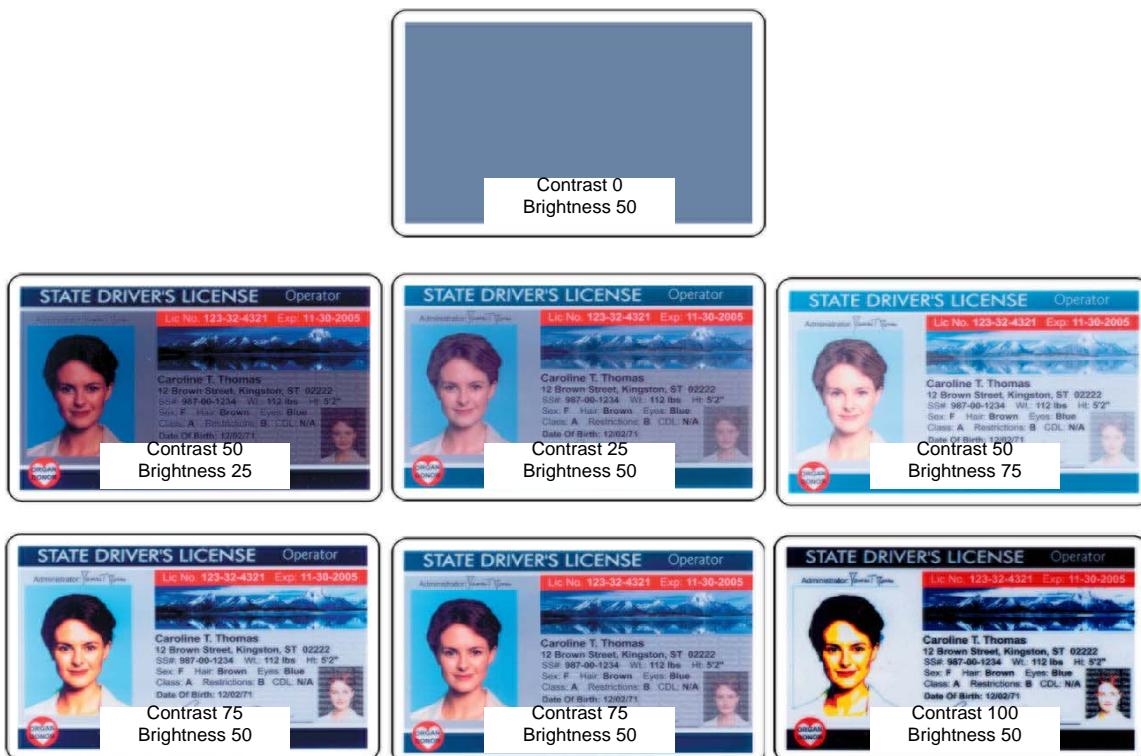 Contrast 0
Brightness 50
STATE DRIVER'S LICENSE Operator
Lic No. 123-32-4321 Exp: 11-30-2005
Administrator:
Caroline T. Thomas
12 Brown Street, Kingston, ST 02222
SS# 987-00-1234 Wt.: 112 lbs Ht: 5'2"
Sex: F Hair: Brown Eyes: Blue
Class: A Restrictions: B CDL: N/A
Date Of Birth: 12/02/71
ORGAN
DONOR
Contrast 50
Brightness 25
STATE DRIVER'S LICENSE Operator
Lic No. 123-32-4321 Exp: 11-30-2005
Administrator:
Caroline T. Thomas
12 Brown Street, Kingston, ST 02222
SS# 987-00-1234 Wt.: 112 lbs Ht: 5'2"
Sex: F Hair: Brown Eyes: Blue
Class: A Restrictions: B CDL: N/A
Date Of Birth: 12/02/71
ORGAN
DONOR
Contrast 25
Brightness 50
STATE DRIVER'S LICENSE Operator
Lic No. 123-32-4321 Exp: 11-30-2005
Administrator:
Caroline T. Thomas
12 Brown Street, Kingston, ST 02222
SS# 987-00-1234 Wt.: 112 lbs Ht: 5'2"
Sex: F Hair: Brown Eyes: Blue
Class: A Restrictions: B CDL: N/A
Date Of Birth: 12/02/71
ORGAN
DONOR
Contrast 50
Brightness 75
STATE DRIVER'S LICENSE Operator
Lic No. 123-32-4321 Exp: 11-30-2005
Administrator:
Caroline T. Thomas
12 Brown Street, Kingston, ST 02222
SS# 987-00-1234 Wt.: 112 lbs Ht: 5'2"
Sex: F Hair: Brown Eyes: Blue
Class: A Restrictions: B CDL: N/A
Date Of Birth: 12/02/71
ORGAN
DONOR
Contrast 75
Brightness 50
STATE DRIVER'S LICENSE Operator
Lic No. 123-32-4321 Exp: 11-30-2005
Administrator:
Caroline T. Thomas
12 Brown Street, Kingston, ST 02222
SS# 987-00-1234 Wt.: 112 lbs Ht: 5'2"
Sex: F Hair: Brown Eyes: Blue
Class: A Restrictions: B CDL: N/A
Date Of Birth: 12/02/71
ORGAN
DONOR
Contrast 75
Brightness 50
STATE DRIVER'S LICENSE Operator
Lic No. 123-32-4321 Exp: 11-30-2005
Administrator:
Caroline T. Thomas
12 Brown Street, Kingston, ST 02222
SS# 987-00-1234 Wt.: 112 lbs Ht: 5'2"
Sex: F Hair: Brown Eyes: Blue
Class: A Restrictions: B CDL: N/A
Date Of Birth: 12/02/71
ORGAN
DONOR
Contrast 100
Brightness 50